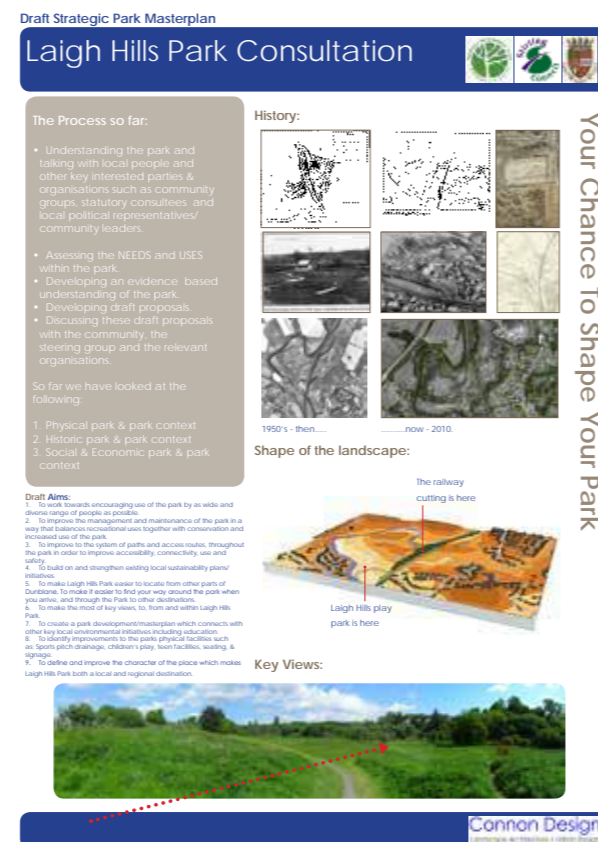 Draft Strategic Park Masterplan
Laigh Hills Park Consultation
The Process so far:
• Understanding the park and
talking with local people and
other key interested parties &
organisations such as community
groups, statutory consultees and
local political representatives/
community leaders.
• Assessing the NEEDS and USES
within the park.
• Developing an evidence based
understanding of the park.
• Developing draft proposals.
• Discussing these draft proposals
with the community, the
steering group and the relevant
organisations.
So far we have looked at the
following:
1. Physical park & park context
2. Historic park & park context
3. Social & Economic park & park
context
Draft Aims:
1. To work towards encouraging use of the park by as wide and
diverse range of people as possible.
2. To improve the management and maintenance of the park in a
way that balances recreational uses together with conservation and
increased use of the park
3. To improve to the system of paths and access routes, throughout
the park in order to improve accessibility, connectivity, use and
safety.
4. To build on and strengthen existing local sustainability plans/
initiatives.
5. To make Laigh Hills Park easier to locate from other parts of
Dunblane. To make it easier to find your way around the park when
you arrive, and through the Park to other destinations.
6. To make the most of key views, to, from and within Laigh Hills
Park.
7. To create a park development/masterplan which connects with
other key local environmental initiatives including education.
8. To identify improvements to the parks physical facilities such
as: Sports pitch drainage, children's play, teen facilities, seating, &
signage.
9. To define and improve the character of the place which makes
Laigh Hills Park both a local and regional destination.
History:
1950's - then.....
..........now - 2010.
Shape of the landscape:
The railway
cutting is here
Laigh Hills play
park is here
Key Views:
Your Chance To Shape Your Park
Connon Design